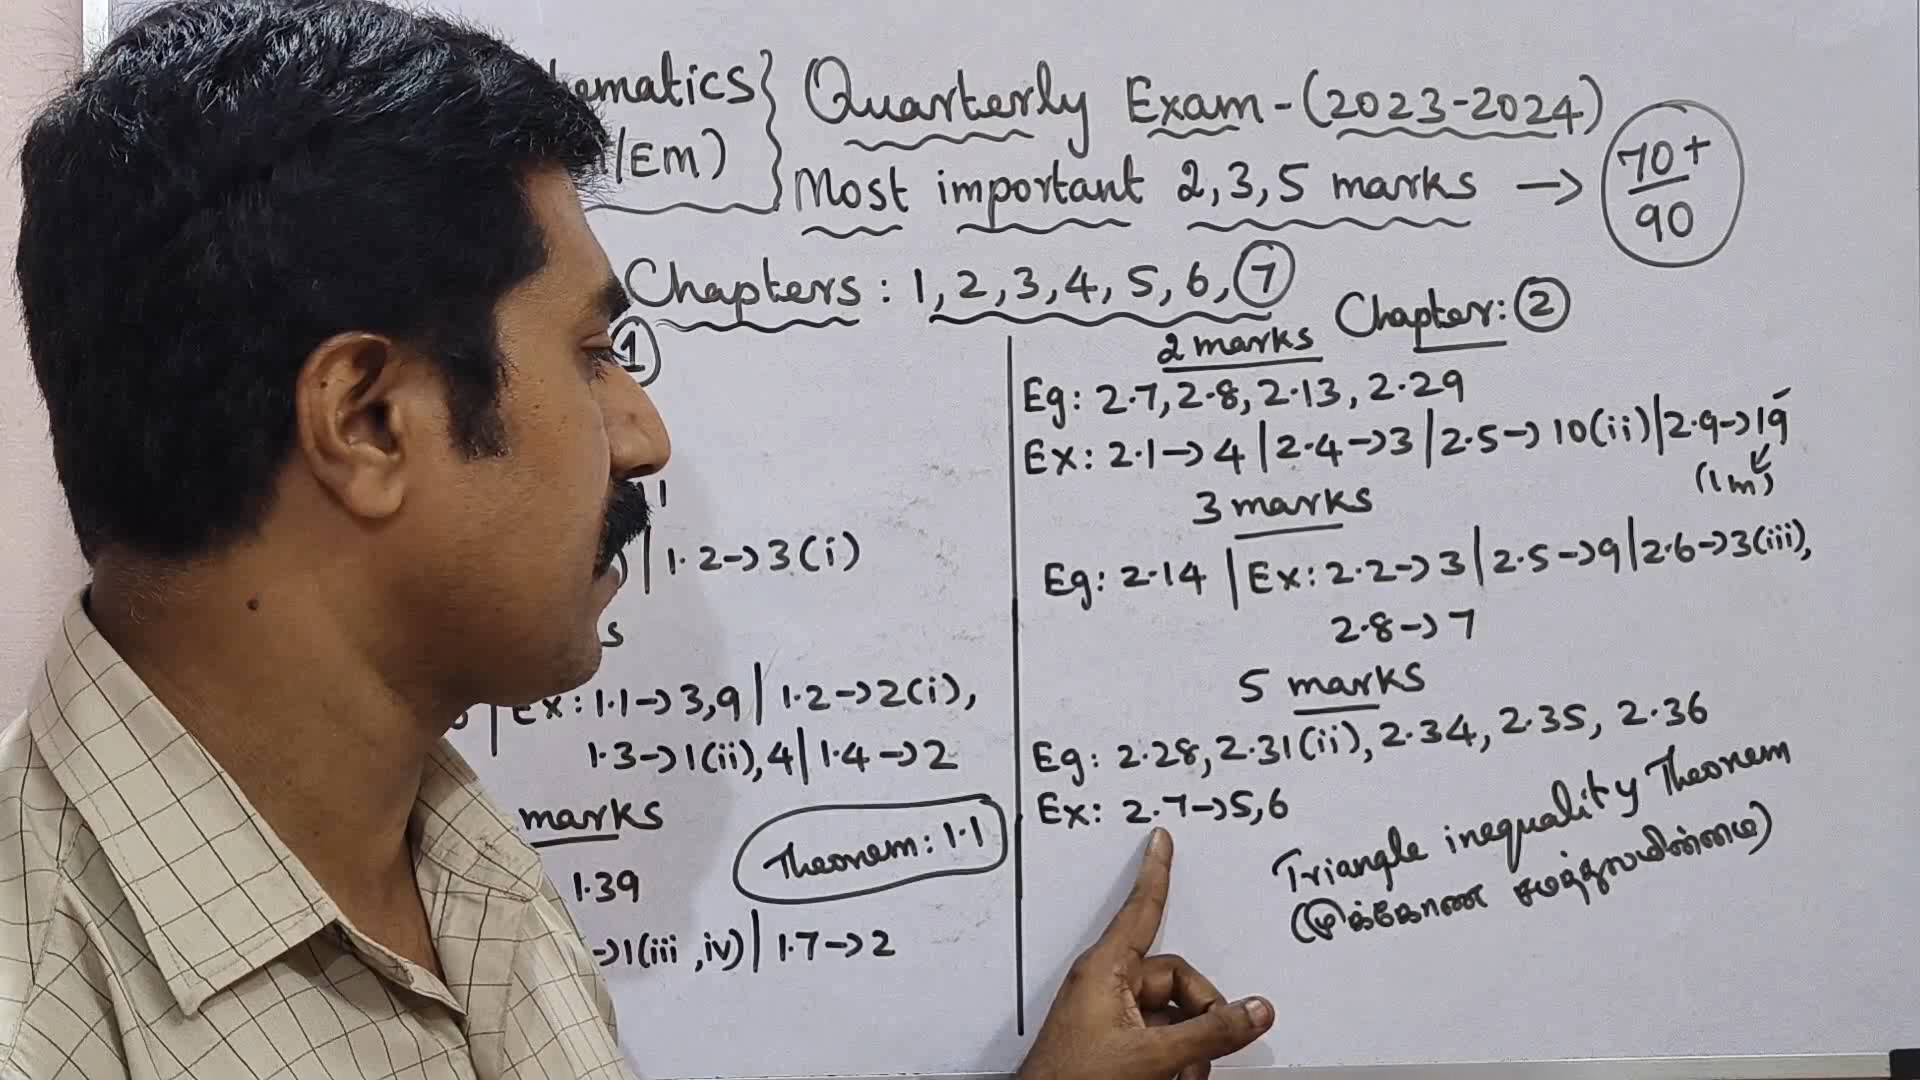 ematics } Quarterly Exam - (2023-2024)
/EM) Most important 2, 3, 5 marks → 70+/90
Chapters : 1, 2, 3, 4, 5, 6, 7
1
1.2→3(i)
s
Ex: 1.1→3,9 | 1.2→2(i),
1.3→1(ii),4 | 1.4→2
marks
1.39
Theorem: 1.1
→1(iii, iv) | 1.7→2
Chapter: 2
2 marks
Eg: 2.7, 2.8, 2.13, 2.29
Ex: 2.1→4 | 2.4→3 | 2.5→10(ii) | 2.9→19
(1m)
3 marks
Eg: 2.14 | Ex: 2.2→3 | 2.5→9 | 2.6→3(iii),
2.8→7
5 marks
Eg: 2.28, 2.31(ii), 2.34, 2.35, 2.36
Ex: 2.7→5,6
Triangle inequality Theorem
(முக்கோண சமத்துவமின்மை)